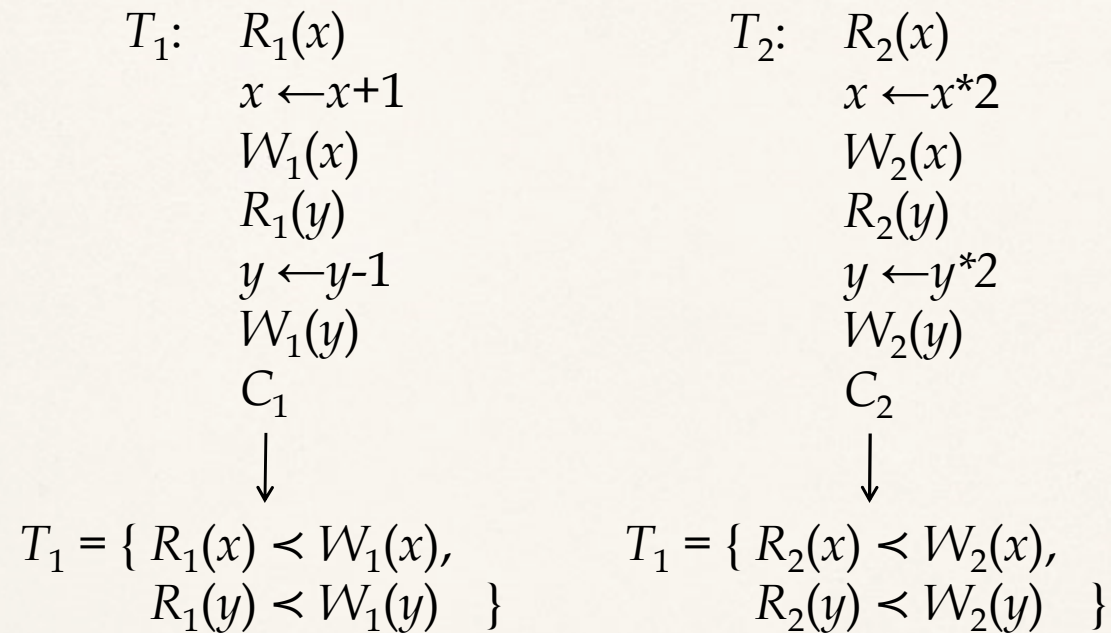 T₁: R₁(x)
x ←x+1
W₁(x)
R₁(y)
y ←y-1
W₁(y)
C₁
T₁ = { R₁(x) ≺ W₁(x),
R₁(y) ≺ W₁(y) }
T₂: R₂(x)
x ←x*2
W₂(x)
R₂(y)
y ←y*2
W₂(y)
C₂
T₁ = { R₂(x) ≺ W₂(x),
R₂(y) ≺ W₂(y) }